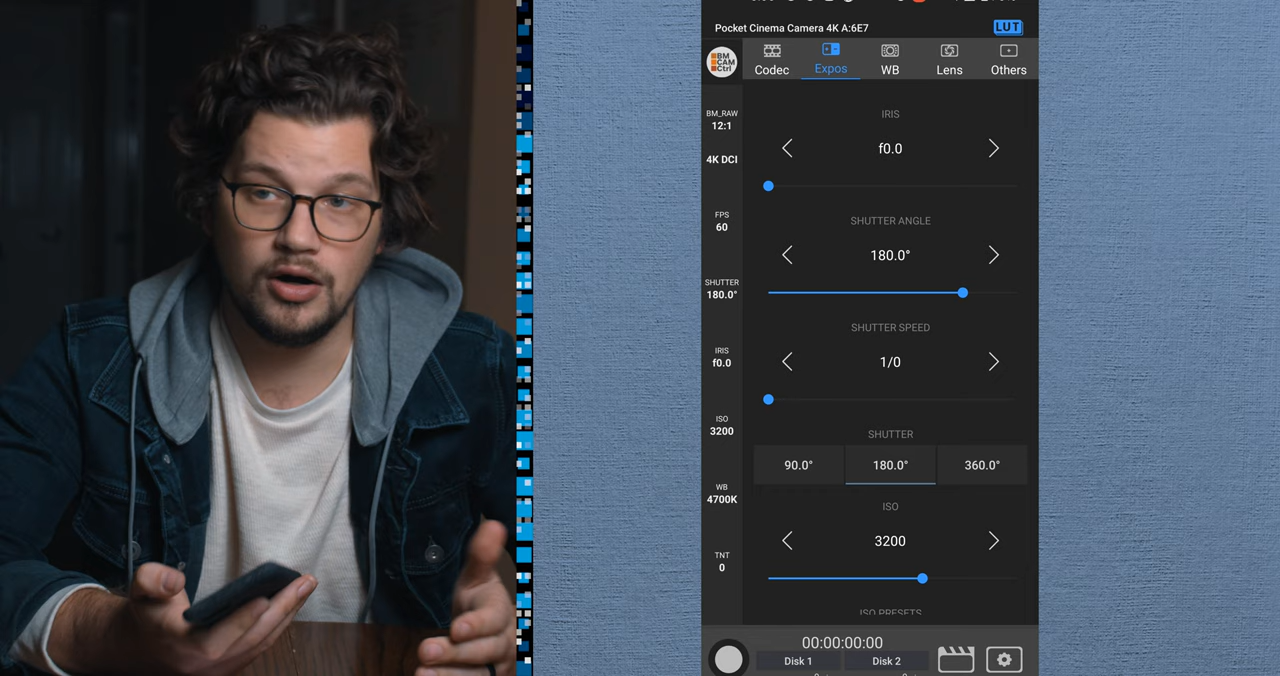 Pocket Cinema Camera 4K A:6E7
LUT
BM
CAM
Ctrl
Codec
Expos
WB
Lens
Others
BM_RAW
12:1
4K DCI
FPS
60
SHUTTER
180.0°
IRIS
f0.0
ISO
3200
WB
4700K
TNT
0
IRIS
f0.0
SHUTTER ANGLE
180.0°
SHUTTER SPEED
1/0
SHUTTER
90.0°
180.0°
360.0°
ISO
3200
ISO PRESETS
00:00:00:00
Disk 1
Disk 2